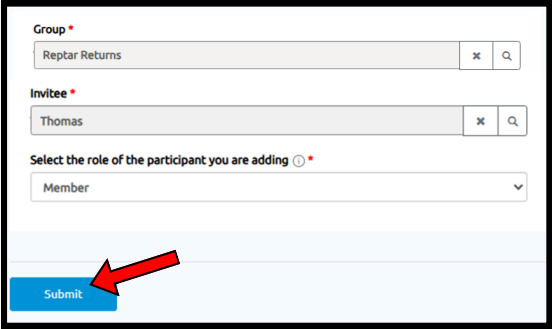 Group *
Reptar Returns
Invitee *
Thomas
Select the role of the participant you are adding *
Member
Submit